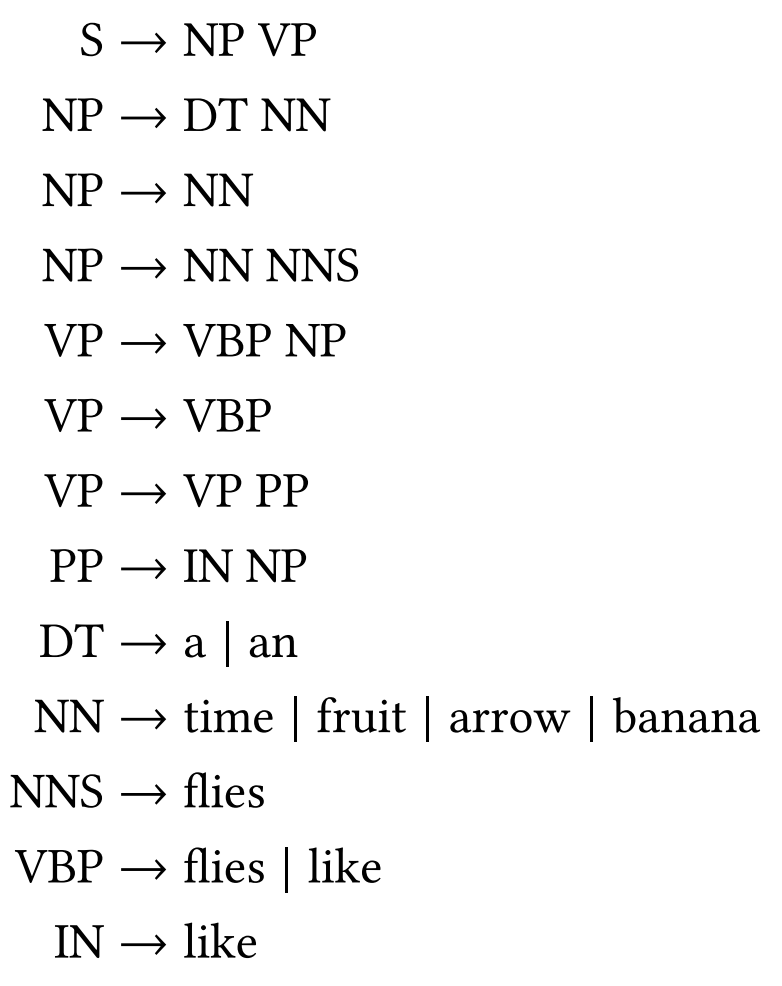 S → NP VP
NP → DT NN
NP → NN
NP → NN NNS
VP → VBP NP
VP → VBP
VP → VP PP
PP → IN NP
DT → a | an
NN → time | fruit | arrow | banana
NNS → flies
VBP → flies | like
IN → like